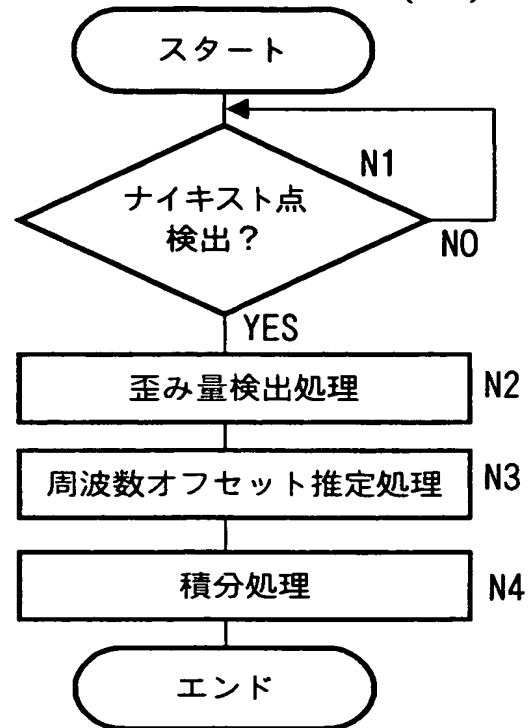 スタート
N1
ナイキスト点
検出?
NO
YES
歪み量検出処理
N2
周波数オフセット推定処理
N3
積分処理
N4
エンド